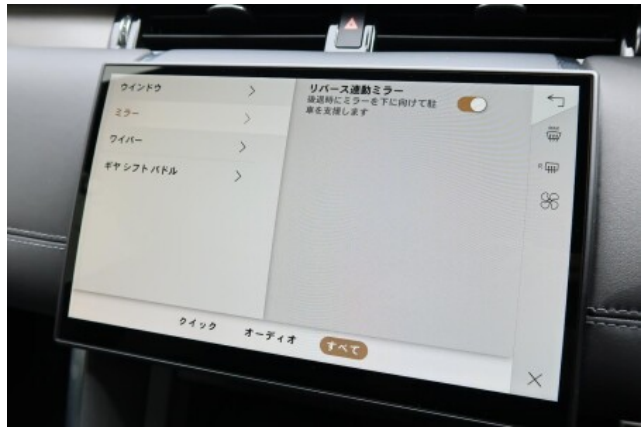 ウインドウ
ミラー
ワイパー
ギヤ シフト パドル
リバース連動ミラー
後退時にミラーを下に向けて駐
車を支援します
クイック
オーディオ
すべて